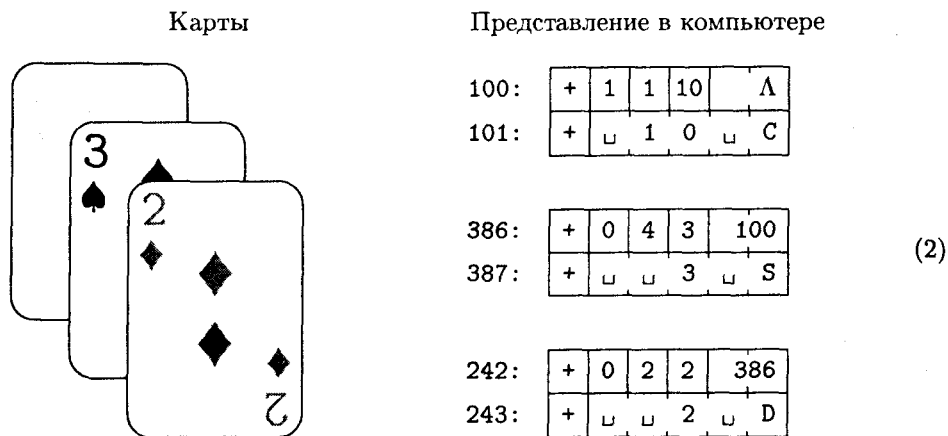 Карты
Представление в компьютере
100: + 1 1 10 Λ
101: + ␣ 1 0 ␣ C
386: + 0 4 3 100
387: + ␣ ␣ 3 ␣ S
(2)
242: + 0 2 2 386
243: + ␣ ␣ 2 ␣ D
3
2
2